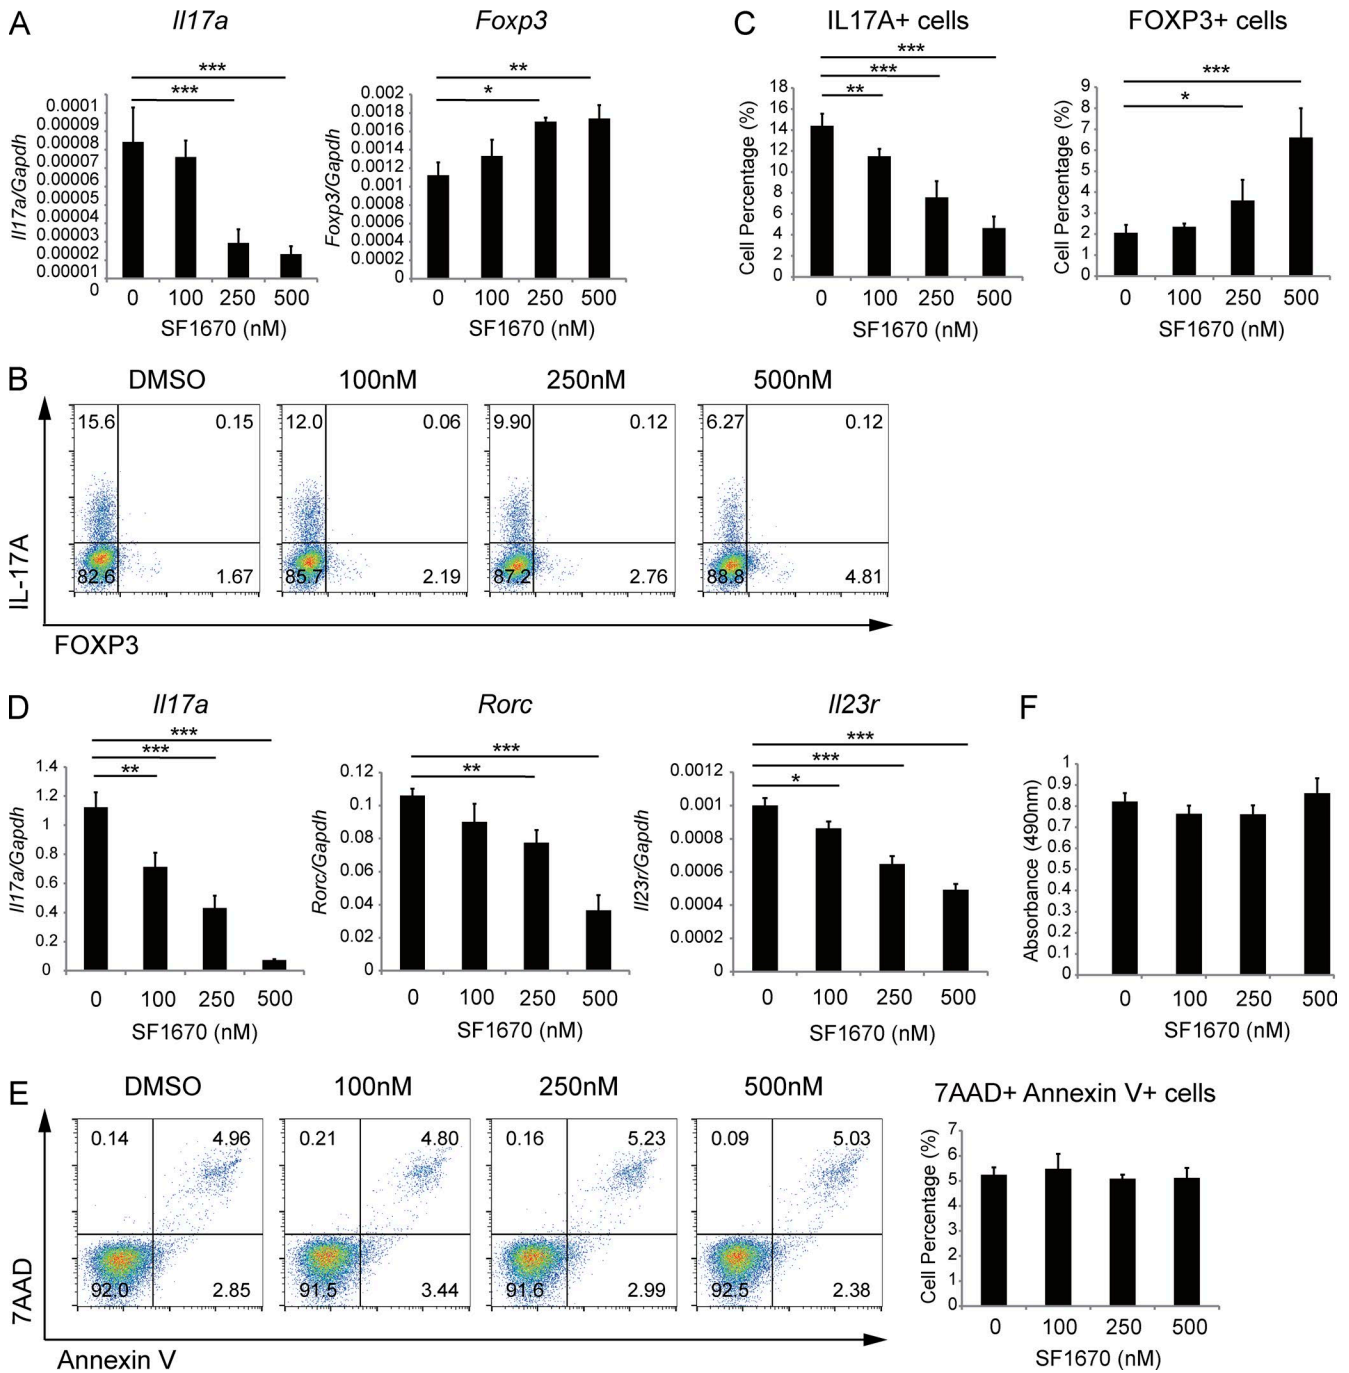 A
Il17a
Foxp3
C
IL17A+ cells
FOXP3+ cells
***
***
Il17a/Gapdh
0.0001
0.00009
0.00008
0.00007
0.00006
0.00005
0.00004
0.00003
0.00002
0.00001
0
0 100 250 500
SF1670 (nM)
**
*
Foxp3/Gapdh
0.002
0.0018
0.0016
0.0014
0.0012
0.001
0.0008
0.0006
0.0004
0.0002
0
0 100 250 500
SF1670 (nM)
***
***
**
Cell Percentage (%)
18
16
14
12
10
8
6
4
2
0
0 100 250 500
SF1670 (nM)
***
*
Cell Percentage (%)
9
8
7
6
5
4
3
2
1
0
0 100 250 500
SF1670 (nM)
B
DMSO 100nM 250nM 500nM
15.6 0.15 12.0 0.06 9.90 0.12 6.27 0.12
82.6 1.67 85.7 2.19 87.2 2.76 88.8 4.81
IL-17A
FOXP3
D
Il17a
***
***
**
Il17a/Gapdh
1.4
1.2
1
0.8
0.6
0.4
0.2
0
0 100 250 500
SF1670 (nM)
Rorc
***
**
Rorc/Gapdh
0.12
0.1
0.08
0.06
0.04
0.02
0
0 100 250 500
SF1670 (nM)
Il23r
***
***
*
Il23r/Gapdh
0.0012
0.001
0.0008
0.0006
0.0004
0.0002
0
0 100 250 500
SF1670 (nM)
F
Absorbance (490nm)
1
0.9
0.8
0.7
0.6
0.5
0.4
0.3
0.2
0.1
0
0 100 250 500
SF1670 (nM)
E
DMSO 100nM 250nM 500nM
0.14 4.96 0.21 4.80 0.16 5.23 0.09 5.03
92.0 2.85 91.5 3.44 91.6 2.99 92.5 2.38
7AAD
Annexin V
7AAD+ Annexin V+ cells
Cell Percentage (%)
7
6
5
4
3
2
1
0
0 100 250 500
SF1670 (nM)